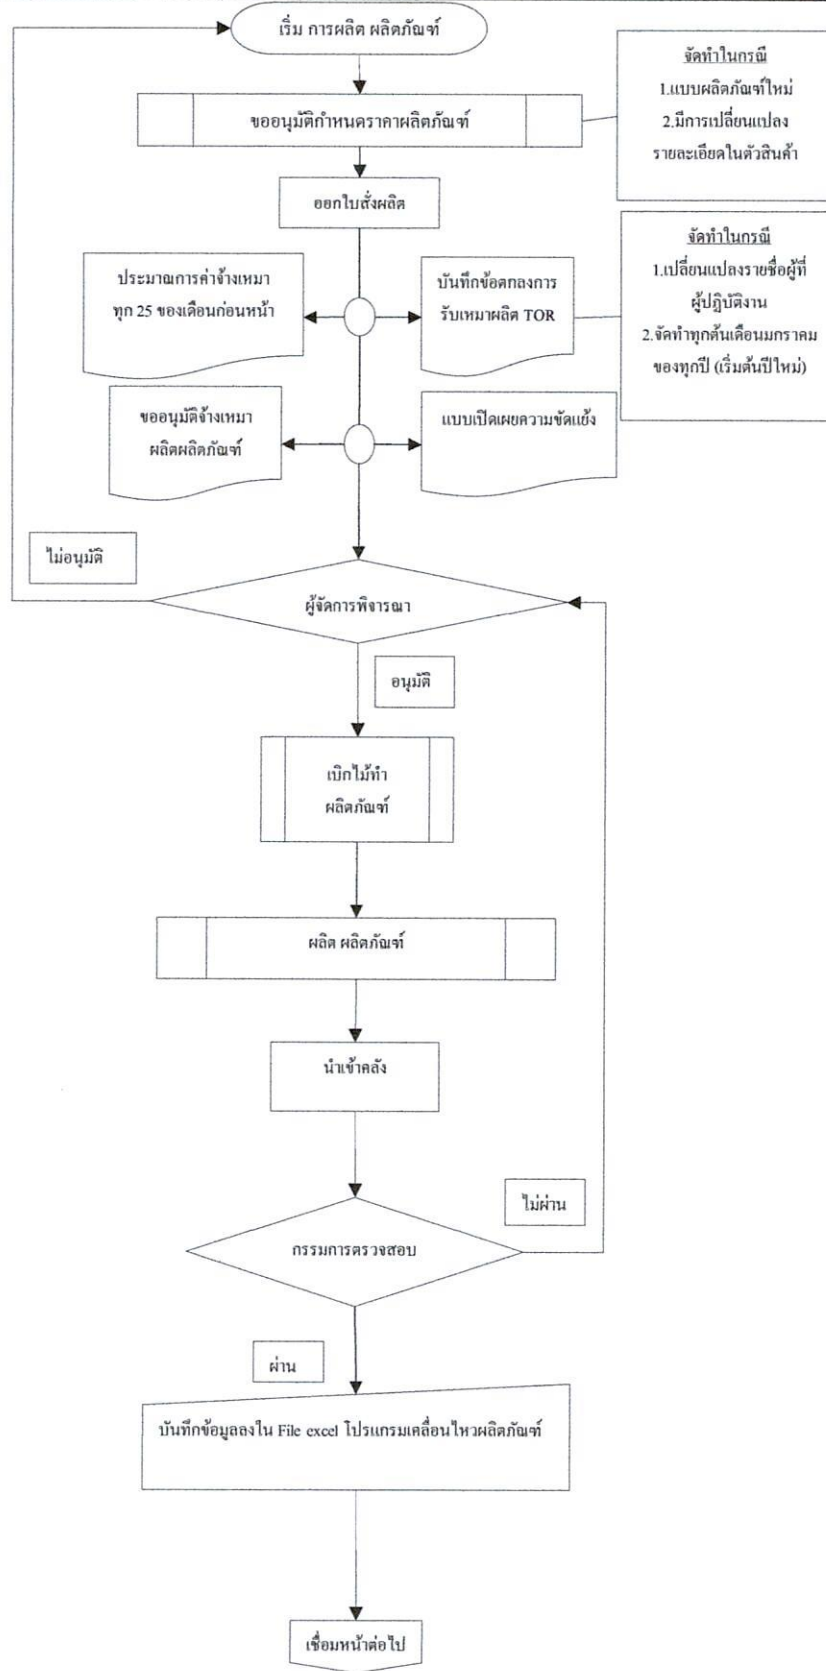 เริ่ม การผลิต ผลิตภัณฑ์
จัดทำในกรณี
1.แบบผลิตภัณฑ์ใหม่
2.มีการเปลี่ยนแปลง
รายละเอียดในตัวสินค้า
ขออนุมัติกำหนดราคาผลิตภัณฑ์
ออกใบสั่งผลิต
จัดทำในกรณี
1.เปลี่ยนแปลงรายชื่อผู้ที่
ผู้ปฏิบัติงาน
2.จัดทำทุกต้นเดือนมกราคม
ของทุกปี (เริ่มต้นปีใหม่)
ประมาณการค่าจ้างเหมา
ทุก 25 ของเดือนก่อนหน้า
บันทึกข้อตกลงการ
รับเหมาผลิต TOR
ขออนุมัติจ้างเหมา
ผลิตผลิตภัณฑ์
แบบเปิดเผยความขัดแย้ง
ไม่อนุมัติ
ผู้จัดการพิจารณา
อนุมัติ
เบิกไม้ทำ
ผลิตภัณฑ์
ผลิต ผลิตภัณฑ์
นำเข้าคลัง
ไม่ผ่าน
กรรมการตรวจสอบ
ผ่าน
บันทึกข้อมูลลงใน File excel โปรแกรมเคลื่อนไหวผลิตภัณฑ์
เชื่อมหน้าต่อไป